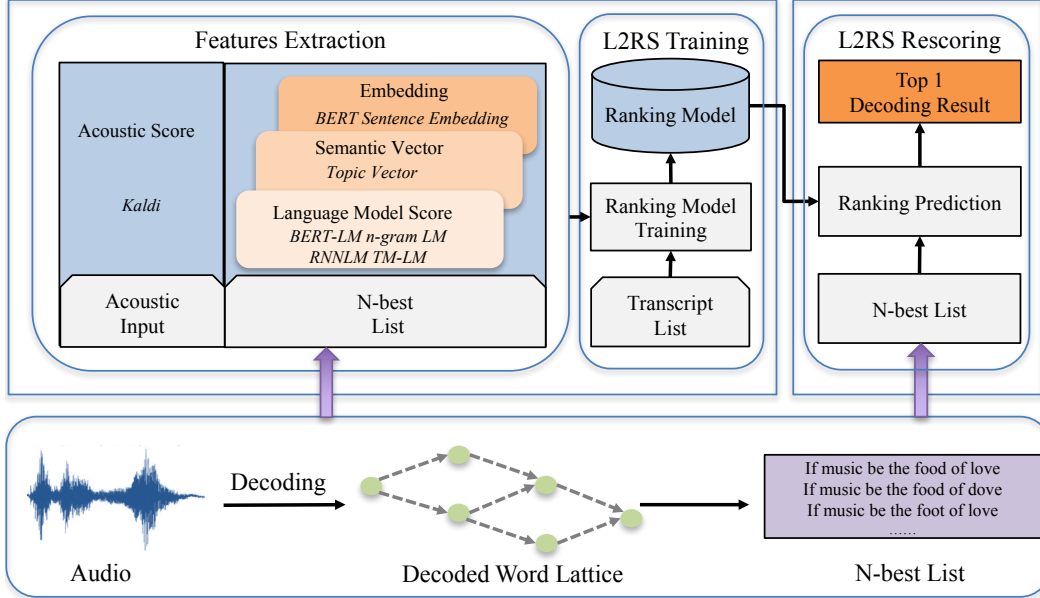 Features Extraction
Acoustic Score
Kaldi
Embedding
BERT Sentence Embedding
Semantic Vector
Topic Vector
Language Model Score
BERT-LM n-gram LM
RNNLM TM-LM
Acoustic
Input
N-best
List
L2RS Training
Ranking Model
Ranking Model
Training
Transcript
List
L2RS Rescoring
Top 1
Decoding Result
Ranking Prediction
N-best List
Decoding
Audio
Decoded Word Lattice
If music be the food of love
If music be the food of dove
If music be the foot of love
......
N-best List